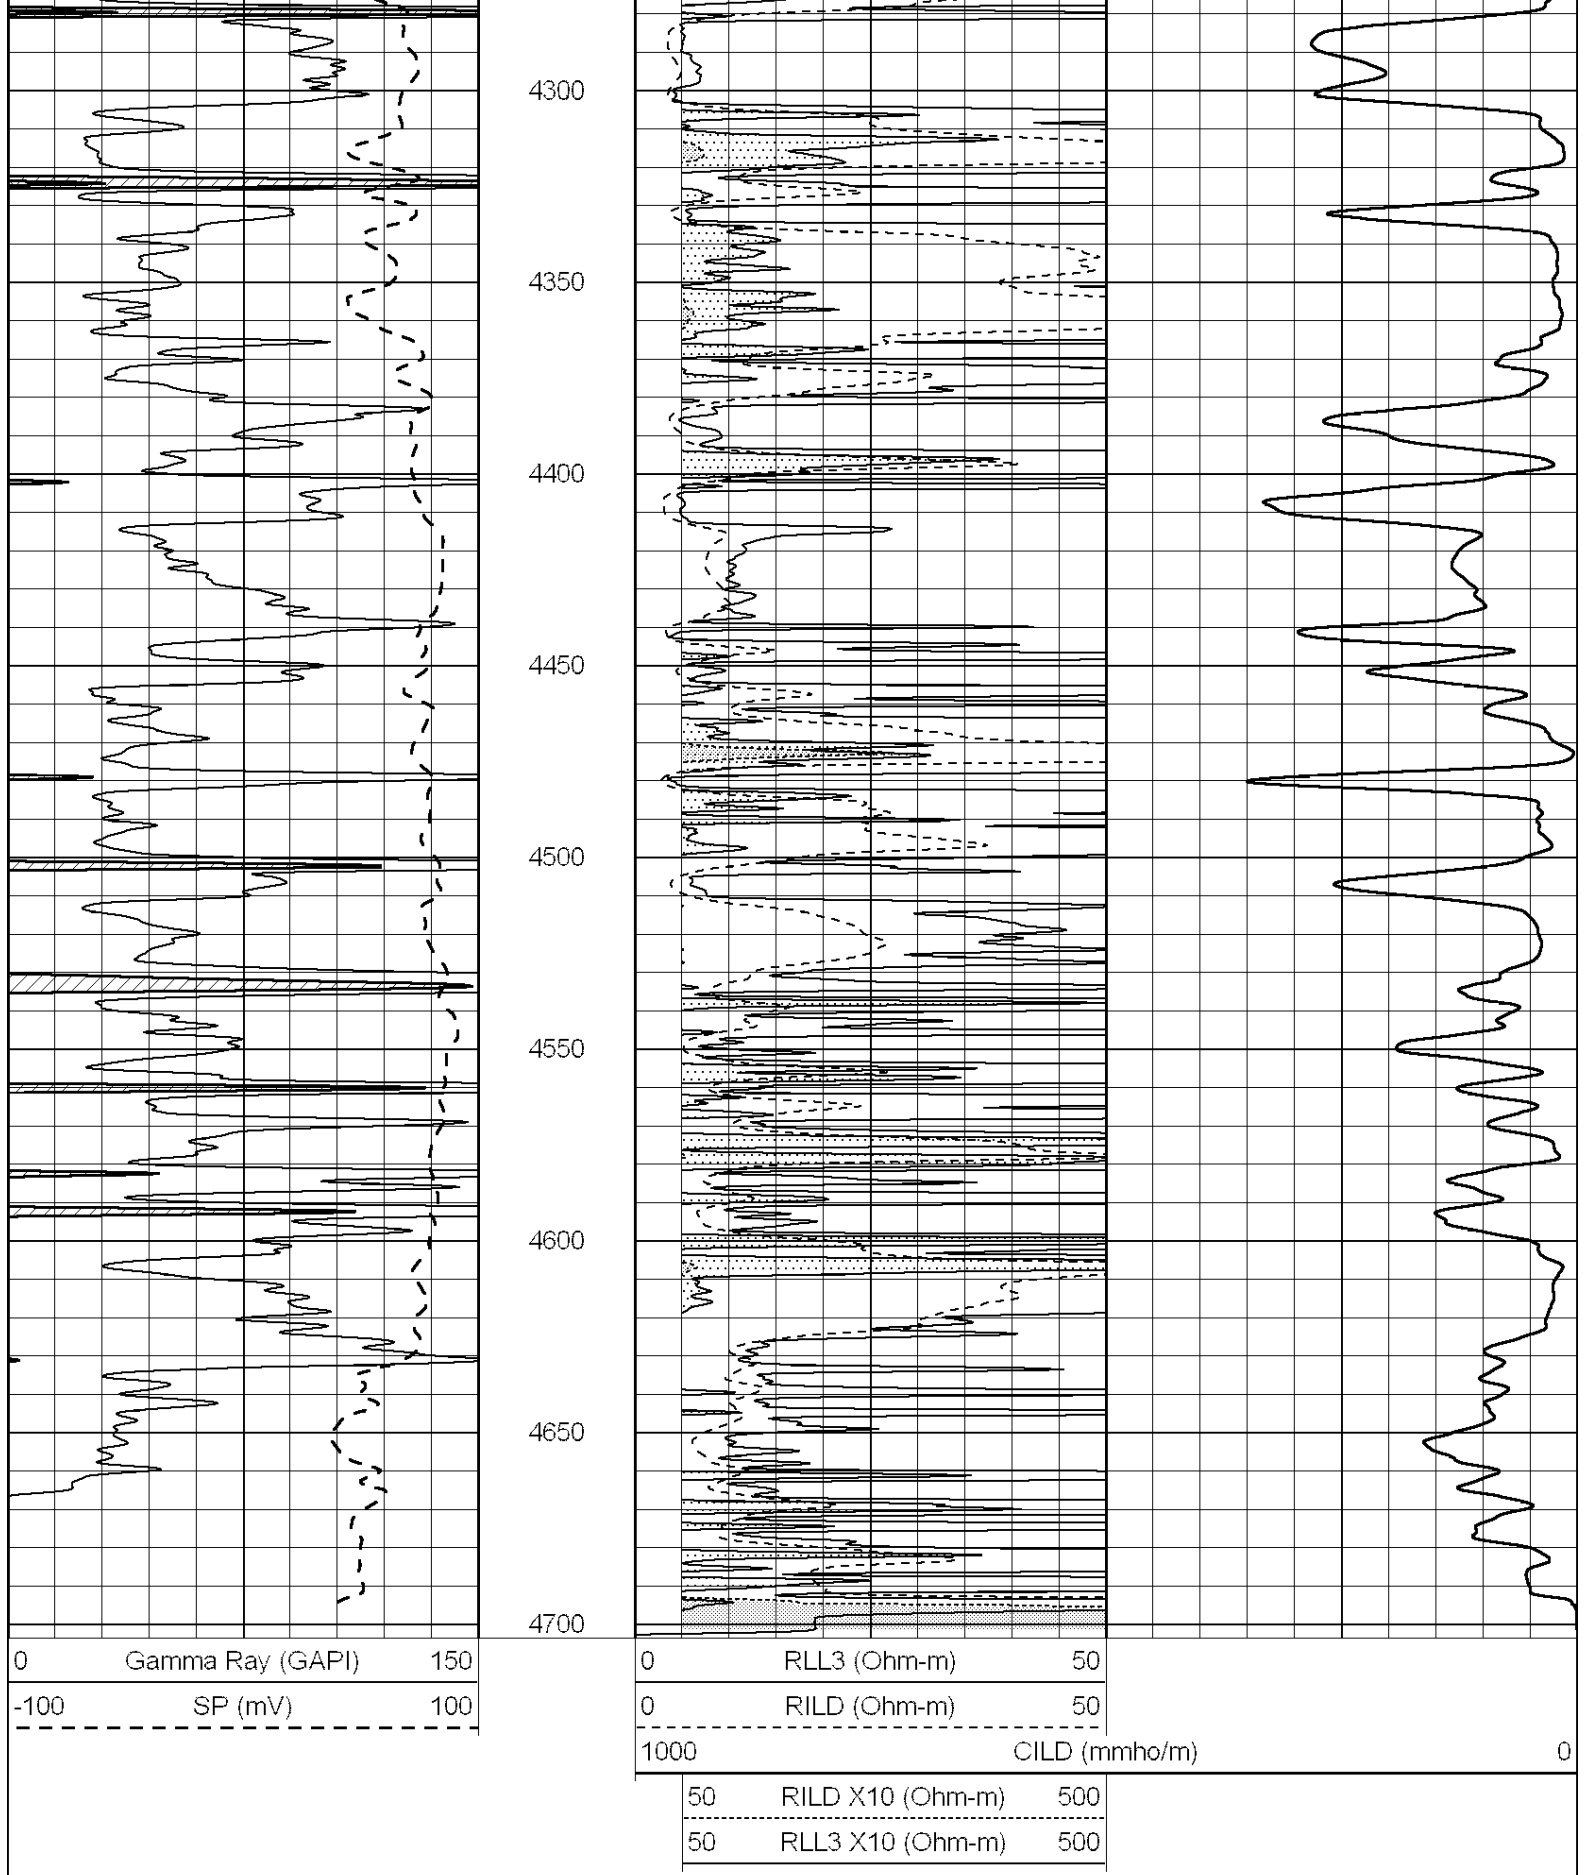 4300
4350
4400
4450
4500
4550
4600
4650
4700
0 Gamma Ray (GAPI) 150
-100 SP (mV) 100
0 RLL3 (Ohm-m) 50
0 RILD (Ohm-m) 50
1000 CILD (mmho/m) 0
50 RILD X10 (Ohm-m) 500
50 RLL3 X10 (Ohm-m) 500